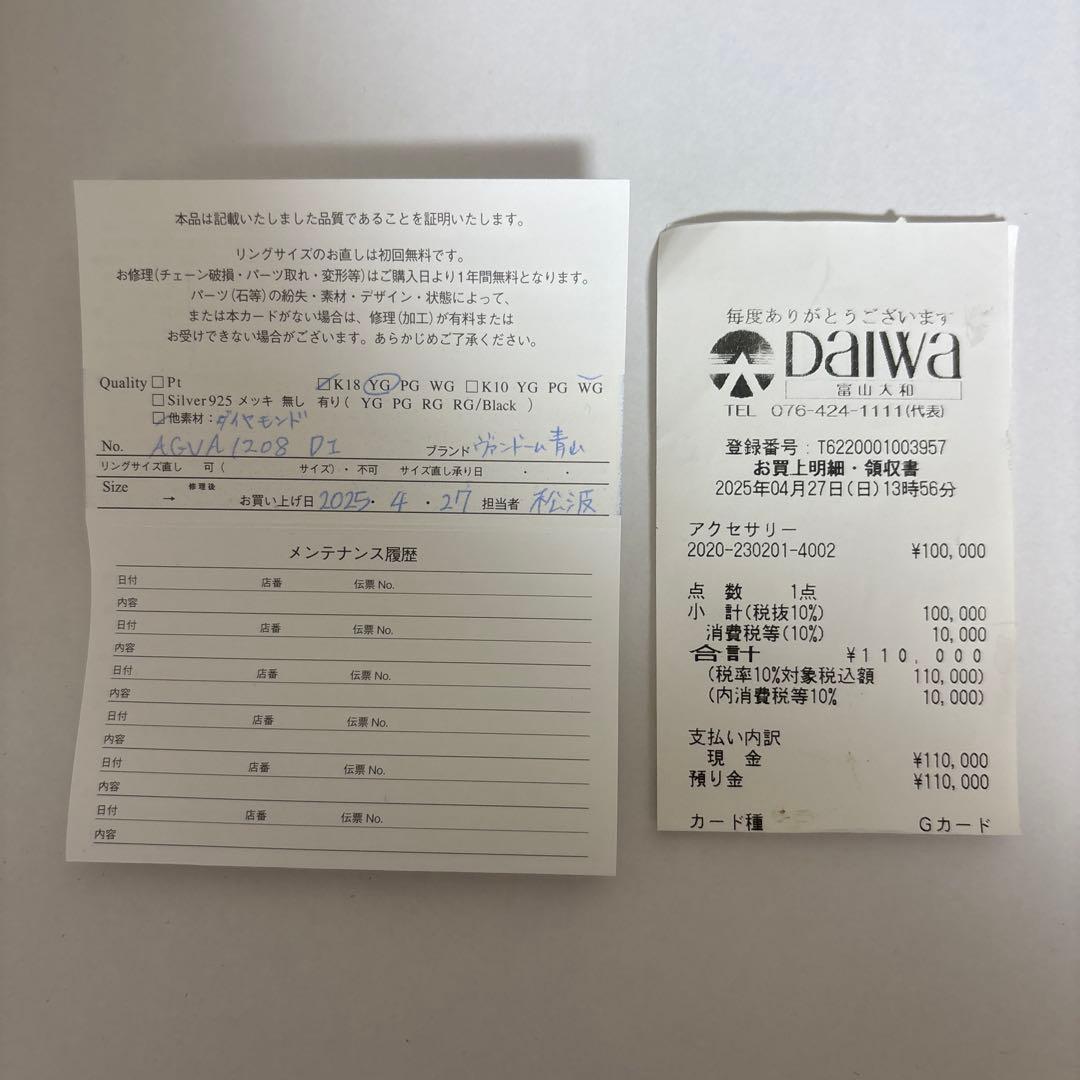 本品は記載いたしました品質であることを証明いたします。
リングサイズのお直しは初回無料です。
お修理(チェーン破損・パーツ取れ・変形等)はご購入日より1年間無料となります。
パーツ(石等)の紛失・素材・デザイン・状態によって、
または本カードがない場合は、修理(加工)が有料または
お受けできない場合がございます。あらかじめご了承ください。
Quality □Pt ☑K18 YG PG WG □K10 YG PG WG
□Silver925 メッキ 無し 有り( YG PG RG RG/Black )
☑他素材：ダイヤモンド
No. AGVA1208 DI ブランド ヴァンドーム青山
リングサイズ直し 可( サイズ)・不可 サイズ直し承り日 ・ ・
Size → 修理後 お買い上げ日 2025・4・27 担当者 松波
メンテナンス履歴
日付 店番 伝票 No.
内容
日付 店番 伝票 No.
内容
日付 店番 伝票 No.
内容
日付 店番 伝票 No.
内容
日付 店番 伝票 No.
内容
日付 店番 伝票 No.
内容
毎度ありがとうございます
Daiwa
富山大和
TEL 076-424-1111(代表)
登録番号：T6220001003957
お買上明細・領収書
2025年04月27日(日)13時56分
アクセサリー
2020-230201-4002 ¥100,000
点 数 1点
小 計(税抜10%) 100,000
消費税等(10%) 10,000
合計 ¥110,000
(税率10%対象税込額 110,000)
(内消費税等10% 10,000)
支払い内訳
現 金 ¥110,000
預り金 ¥110,000
カード種 Gカード